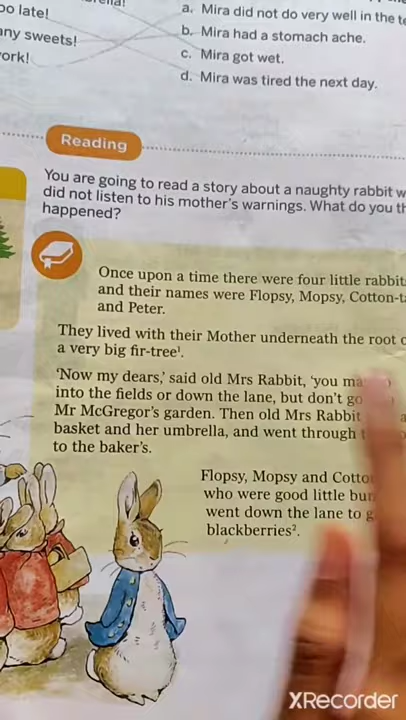 oo late!
any sweets!
ork!
a. Mira did not do very well in the
b. Mira had a stomach ache.
c. Mira got wet.
d. Mira was tired the next day.
Reading
You are going to read a story about a naughty rabbit
did not listen to his mother's warnings. What do you
happened?
Once upon a time there were four little rabbit
and their names were Flopsy, Mopsy, Cotton-
and Peter.
They lived with their Mother underneath the root
a very big fir-tree¹.
'Now my dears,' said old Mrs Rabbit, 'you
into the fields or down the lane, but don't go
Mr McGregor's garden. Then old Mrs Rabbit
basket and her umbrella, and went through
to the baker's.
Flopsy, Mopsy and
who were good little
went down the lane to
blackberries².
XRecorder